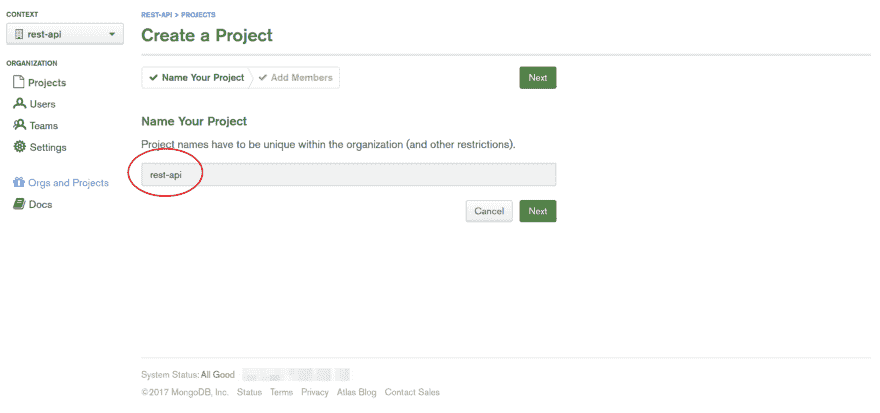 CONTEXT
rest-api
ORGANIZATION
Projects
Users
Teams
Settings
Orgs and Projects
Docs
REST-API > PROJECTS
Create a Project
Name Your Project
Add Members
Next
Name Your Project
Project names have to be unique within the organization (and other restrictions).
rest-api
Cancel
Next
System Status: All Good
©2017 MongoDB, Inc. Status Terms Privacy Atlas Blog Contact Sales